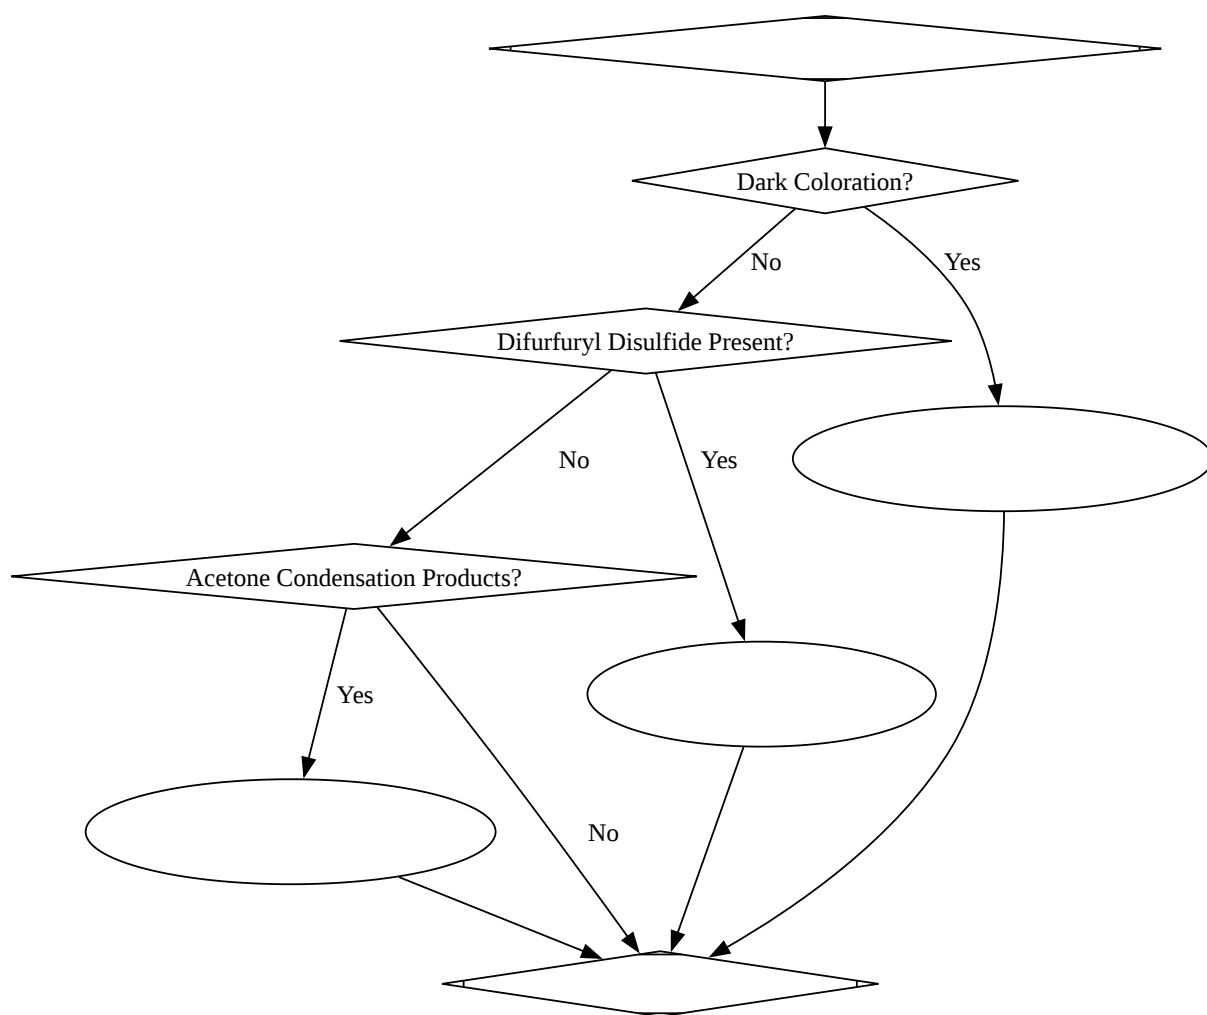 Dark Coloration?
No
Yes
Difurfuryl Disulfide Present?
No
Yes
Acetone Condensation Products?
Yes
No